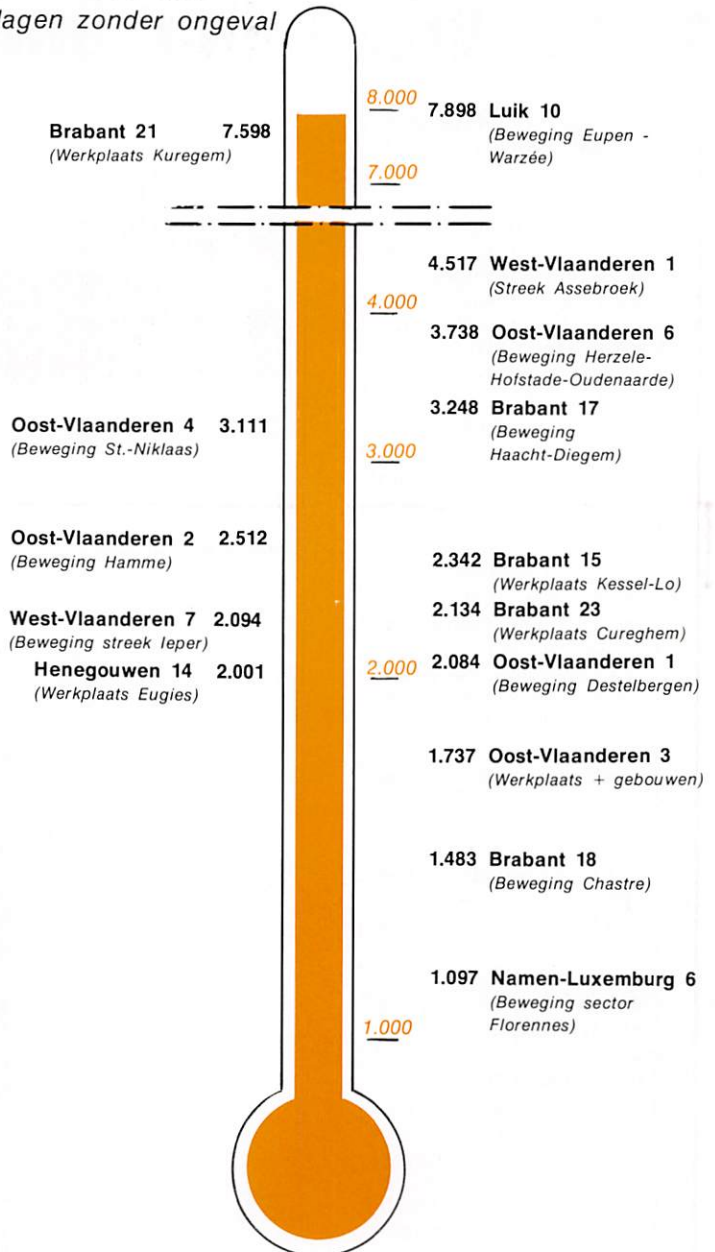 dagen zonder ongeval
8.000
7.898 Luik 10
(Beweging Eupen -
Warzée)
Brabant 21 7.598
(Werkplaats Kuregem)
7.000
4.517 West-Vlaanderen 1
(Streek Assebroek)
4.000
3.738 Oost-Vlaanderen 6
(Beweging Herzele-
Hofstade-Oudenaarde)
3.248 Brabant 17
(Beweging
Haacht-Diegem)
Oost-Vlaanderen 4 3.111
(Beweging St.-Niklaas)
3.000
Oost-Vlaanderen 2 2.512
(Beweging Hamme)
2.342 Brabant 15
(Werkplaats Kessel-Lo)
2.134 Brabant 23
(Werkplaats Cureghem)
West-Vlaanderen 7 2.094
(Beweging streek Ieper)
2.084 Oost-Vlaanderen 1
(Beweging Destelbergen)
Henegouwen 14 2.001
(Werkplaats Eugies)
2.000
1.737 Oost-Vlaanderen 3
(Werkplaats + gebouwen)
1.483 Brabant 18
(Beweging Chastre)
1.097 Namen-Luxemburg 6
(Beweging sector
Florennes)
1.000